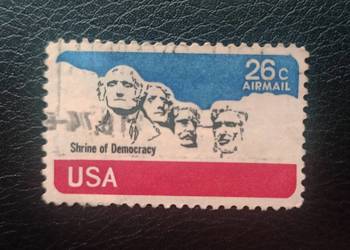 26c
AIRMAIL
Shrine of Democracy
USA